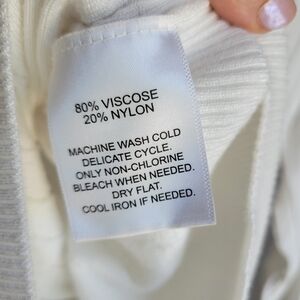 80% VISCOSE
20% NYLON
MACHINE WASH COLD
DELICATE CYCLE.
ONLY NON-CHLORINE
BLEACH WHEN NEEDED.
DRY FLAT.
COOL IRON IF NEEDED.